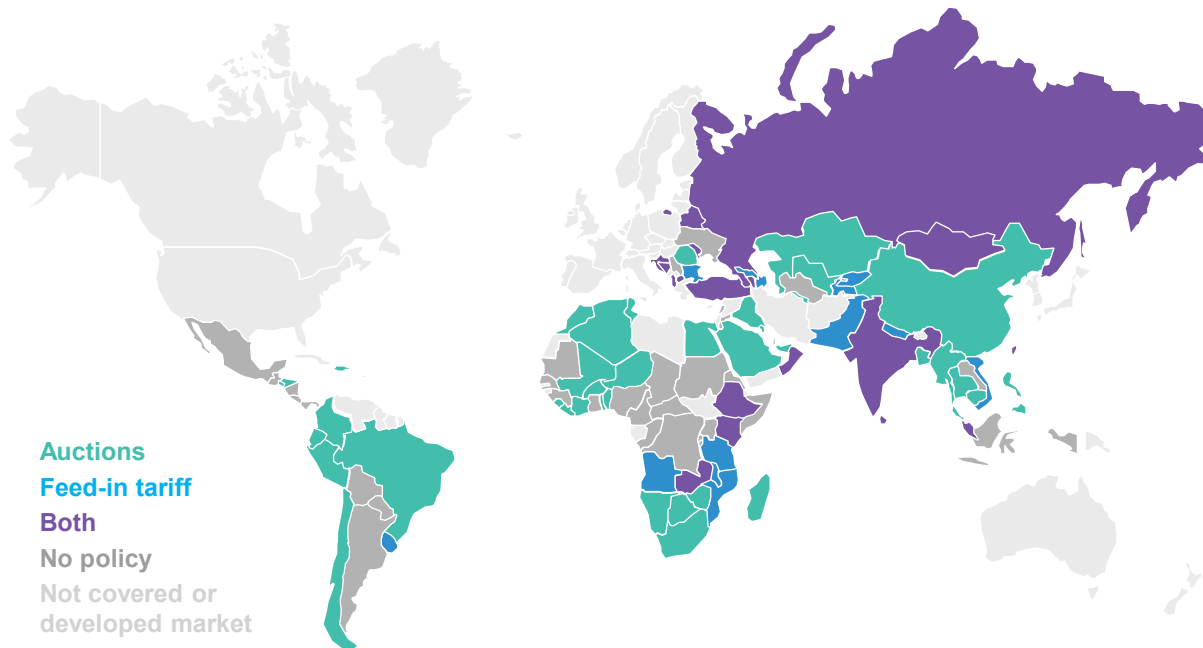 Auctions
Feed-in tariff
Both
No policy
Not covered or
developed market